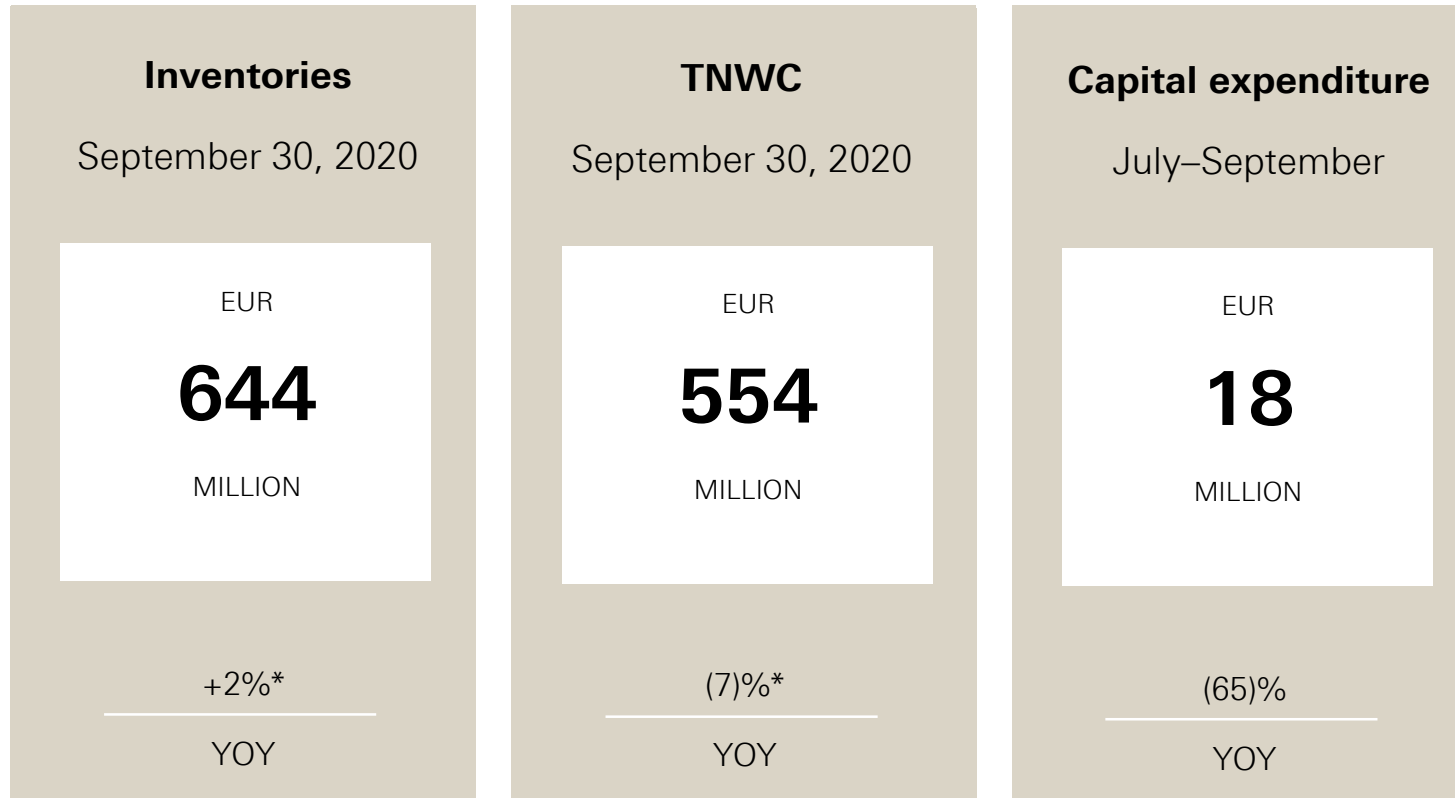 Inventories
September 30, 2020
EUR
644
MILLION
+2%*
YOY
TNWC
September 30, 2020
EUR
554
MILLION
(7)%*
YOY
Capital expenditure
July–September
EUR
18
MILLION
(65)%
YOY